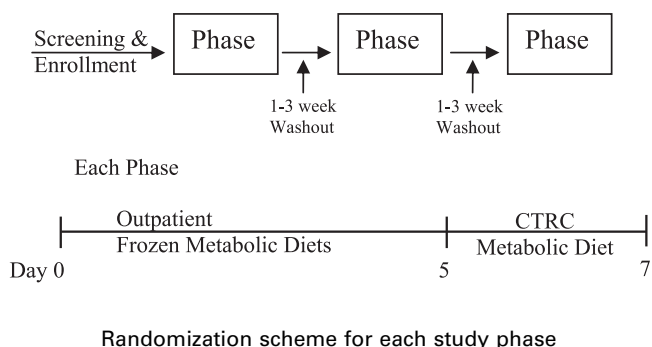 Screening &
Enrollment
Phase
Phase
Phase
1-3 week
Washout
1-3 week
Washout
Each Phase
Outpatient
Frozen Metabolic Diets
CTRC
Metabolic Diet
Day 0
5
7
Randomization scheme for each study phase